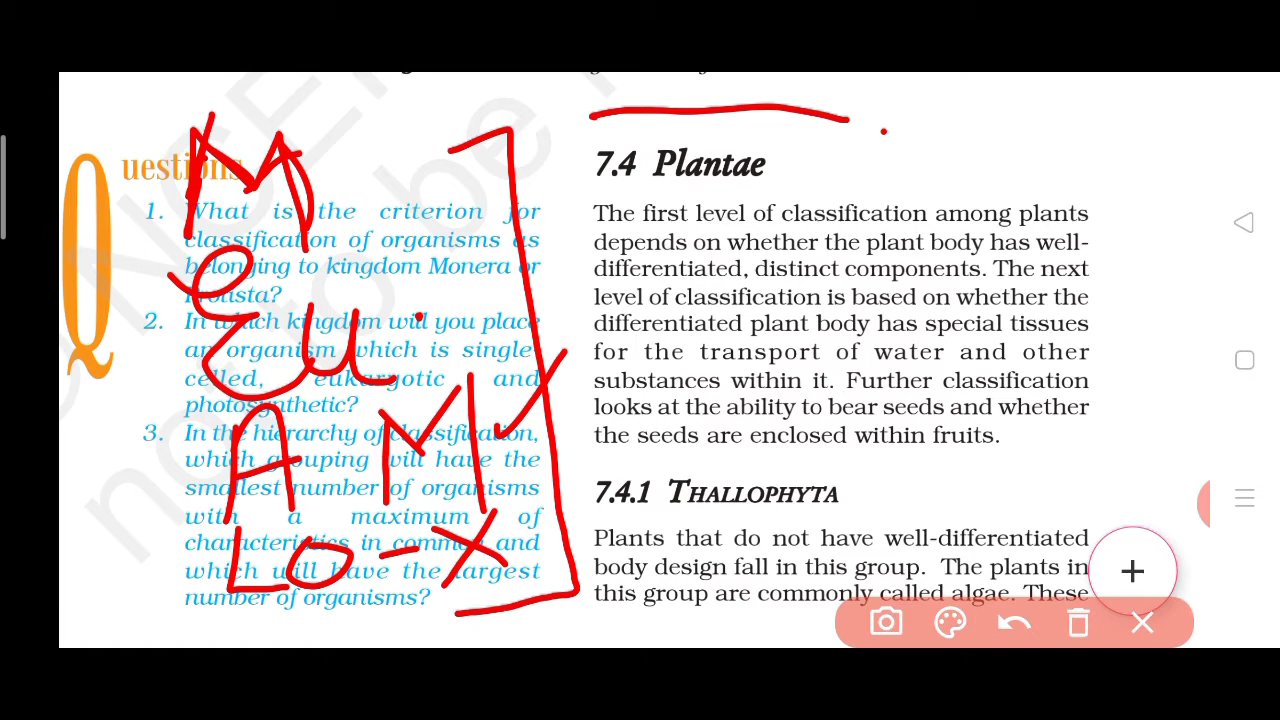 Questions
1. What is the criterion for
classification of organisms as
belonging to kingdom Monera or
Protista?
2. In which kingdom will you place
an organism which is single-
celled, eukaryotic and
photosynthetic?
3. In the hierarchy of classification,
which grouping will have the
smallest number of organisms
with a maximum of
characteristics in common and
which will have the largest
number of organisms?
M
e
Eu
A M
Lo-X
7.4 Plantae
The first level of classification among plants
depends on whether the plant body has well-
differentiated, distinct components. The next
level of classification is based on whether the
differentiated plant body has special tissues
for the transport of water and other
substances within it. Further classification
looks at the ability to bear seeds and whether
the seeds are enclosed within fruits.
7.4.1 THALLOPHYTA
Plants that do not have well-differentiated
body design fall in this group. The plants in
this group are commonly called algae. These
not to be